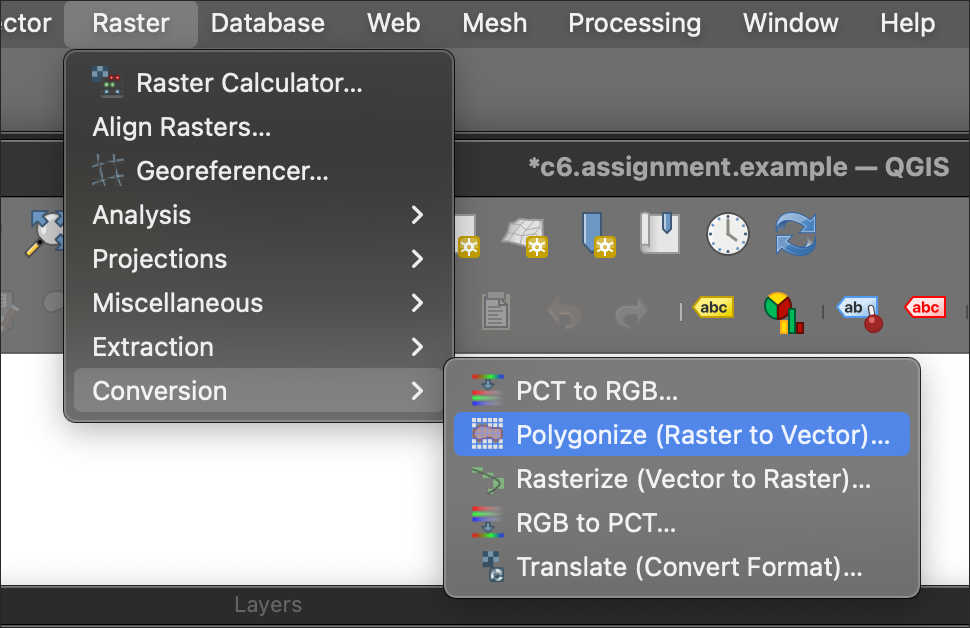 ctor Raster Database Web Mesh Processing Window Help
Raster Calculator...
Align Rasters...
Georeferencer...
Analysis
Projections
Miscellaneous
Extraction
Conversion
*c6.assignment.example — QGIS
abc ab abc
PCT to RGB...
Polygonize (Raster to Vector)...
Rasterize (Vector to Raster)...
RGB to PCT...
Translate (Convert Format)...
Layers